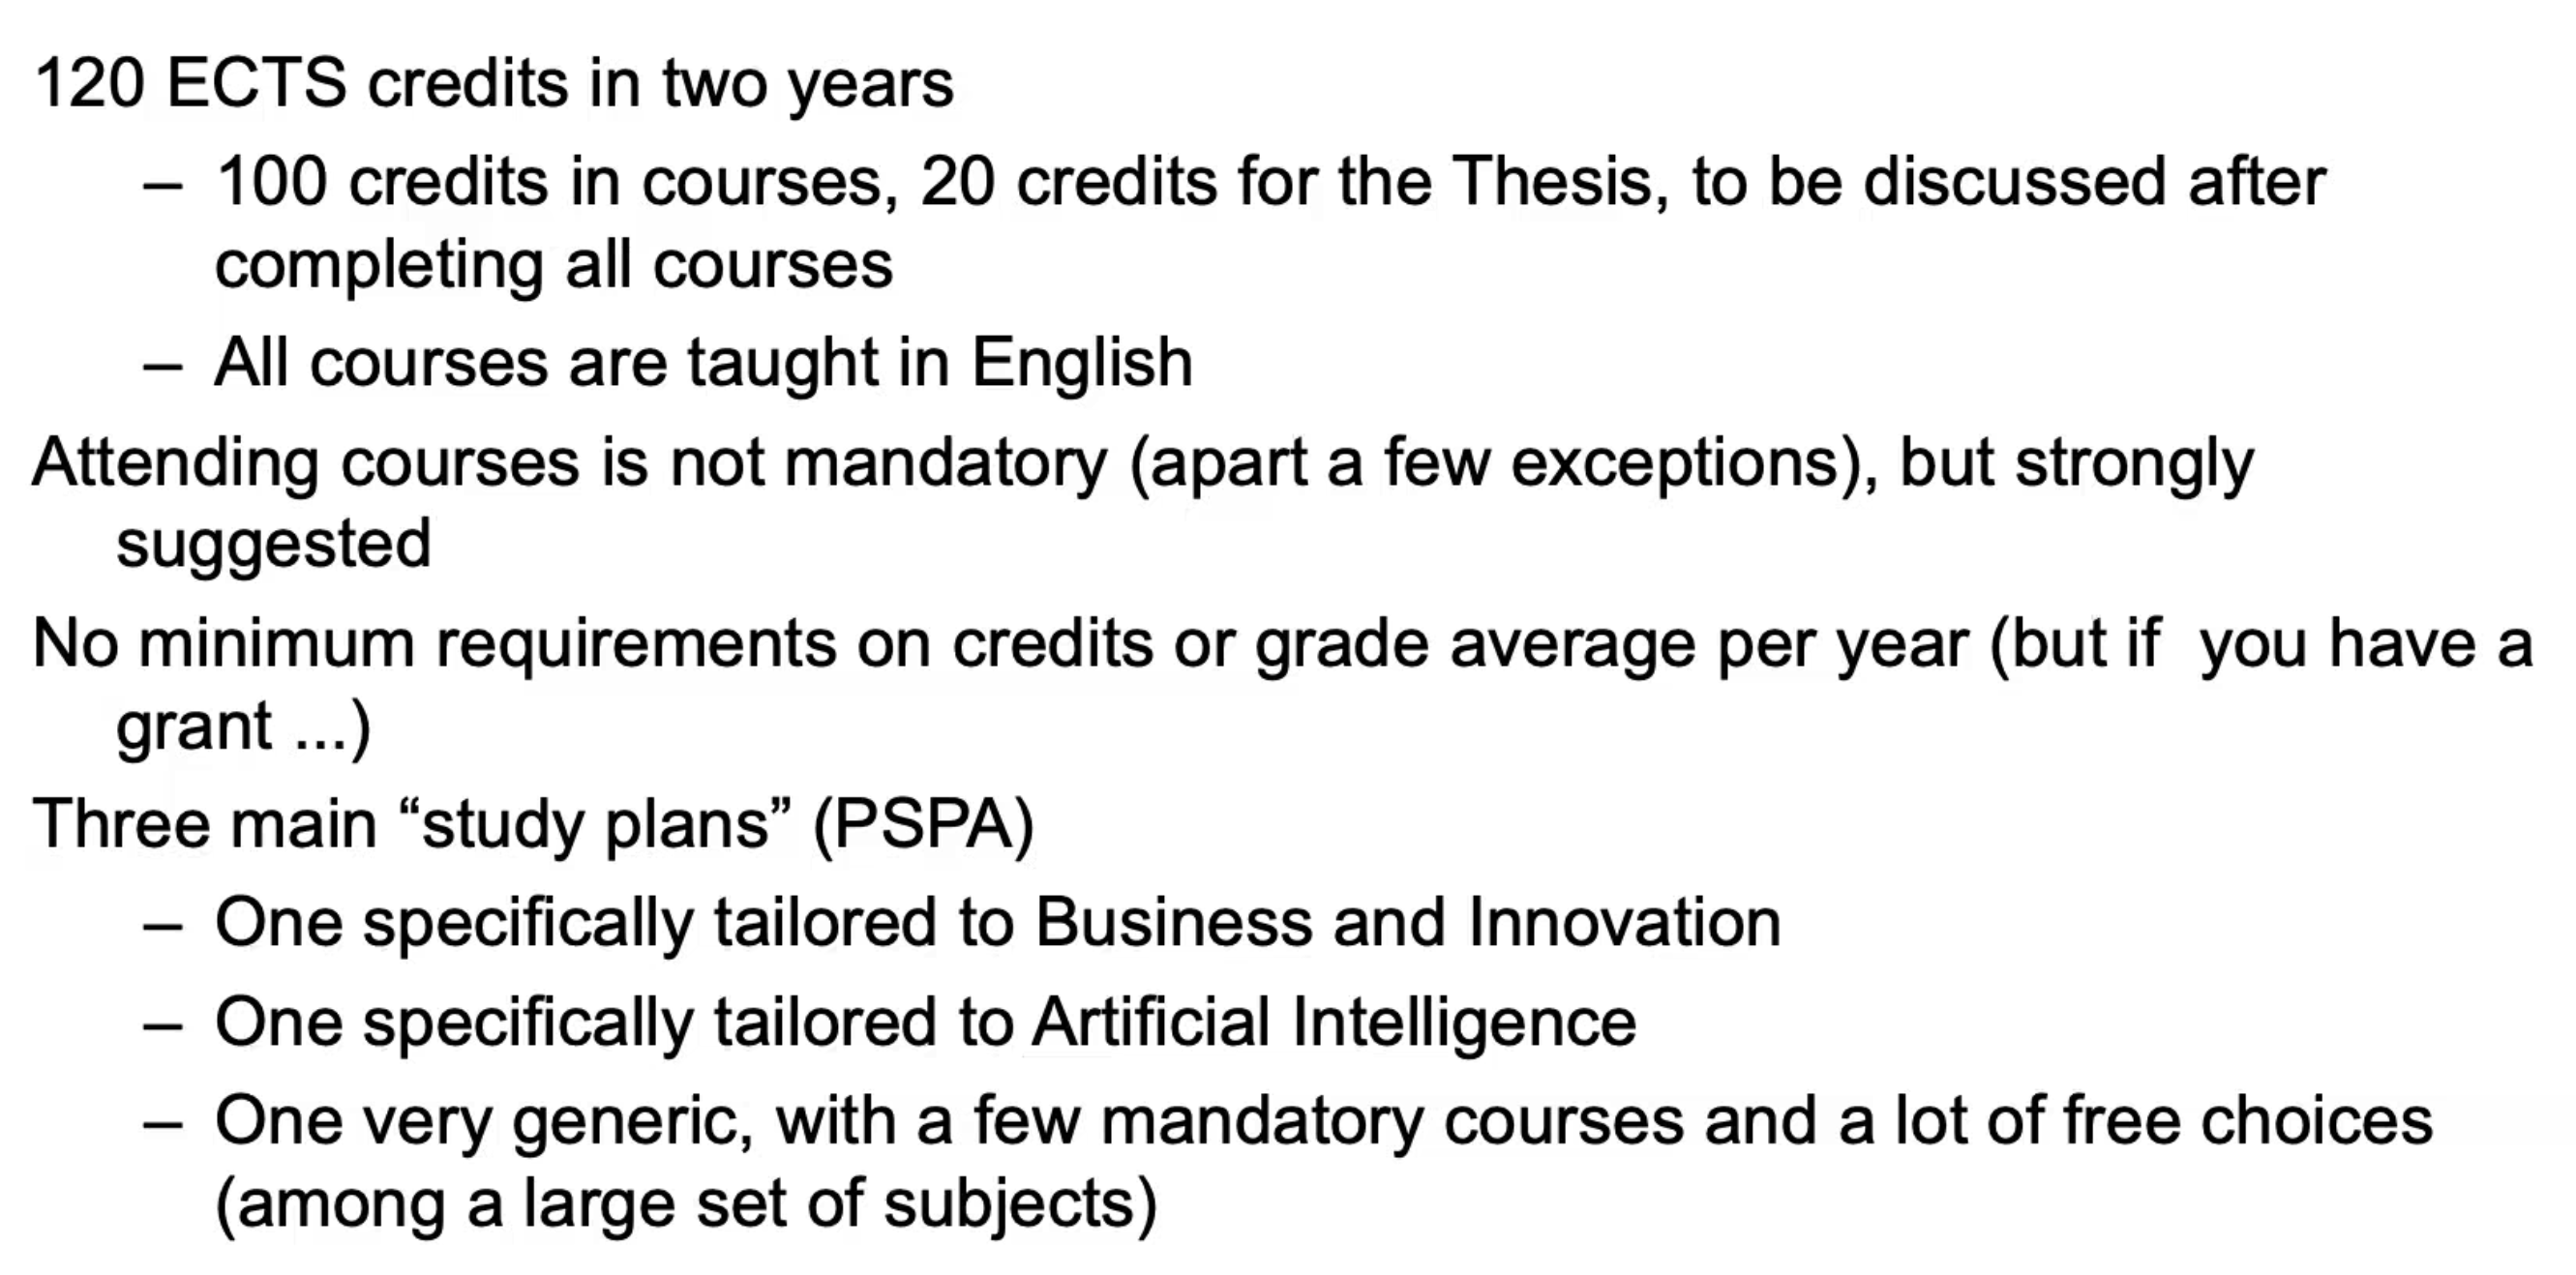 120 ECTS credits in two years
– 100 credits in courses, 20 credits for the Thesis, to be discussed after
completing all courses
– All courses are taught in English
Attending courses is not mandatory (apart a few exceptions), but strongly
suggested
No minimum requirements on credits or grade average per year (but if  you have a
grant ...)
Three main “study plans” (PSPA)
– One specifically tailored to Business and Innovation
– One specifically tailored to Artificial Intelligence
– One very generic, with a few mandatory courses and a lot of free choices
(among a large set of subjects)